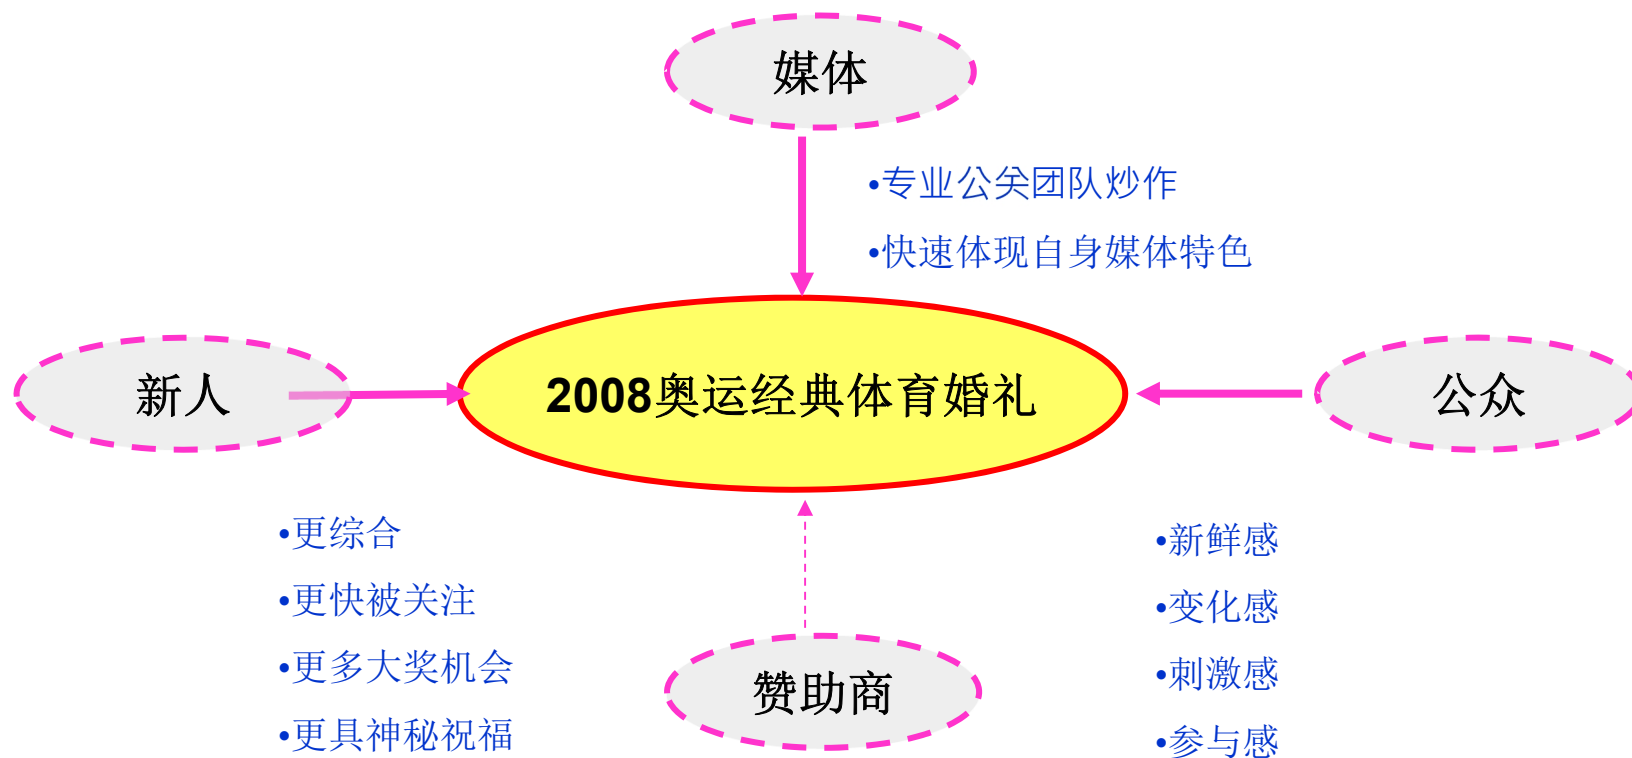 媒体
•专业公关团队炒作
•快速体现自身媒体特色
新人
2008奥运经典体育婚礼
公众
•更综合
•更快被关注
•更多大奖机会
•更具神秘祝福
赞助商
•新鲜感
•变化感
•刺激感
•参与感